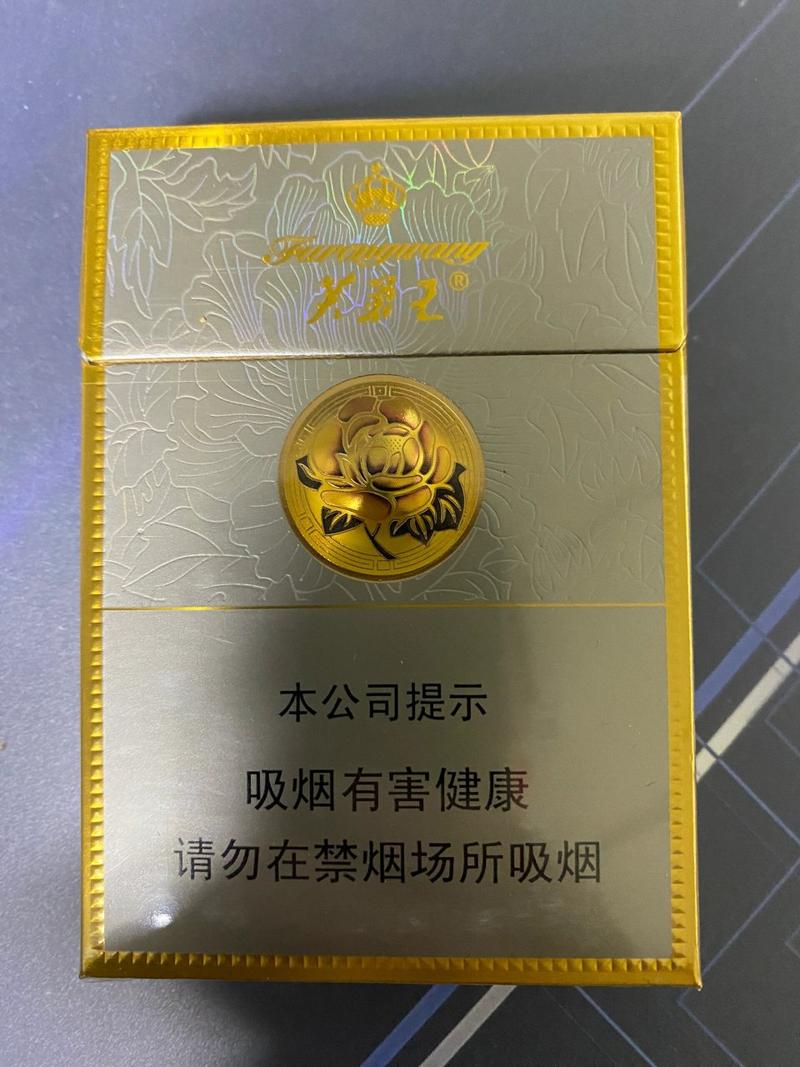 Furongwang
芙蓉王®
本公司提示
吸烟有害健康
请勿在禁烟场所吸烟